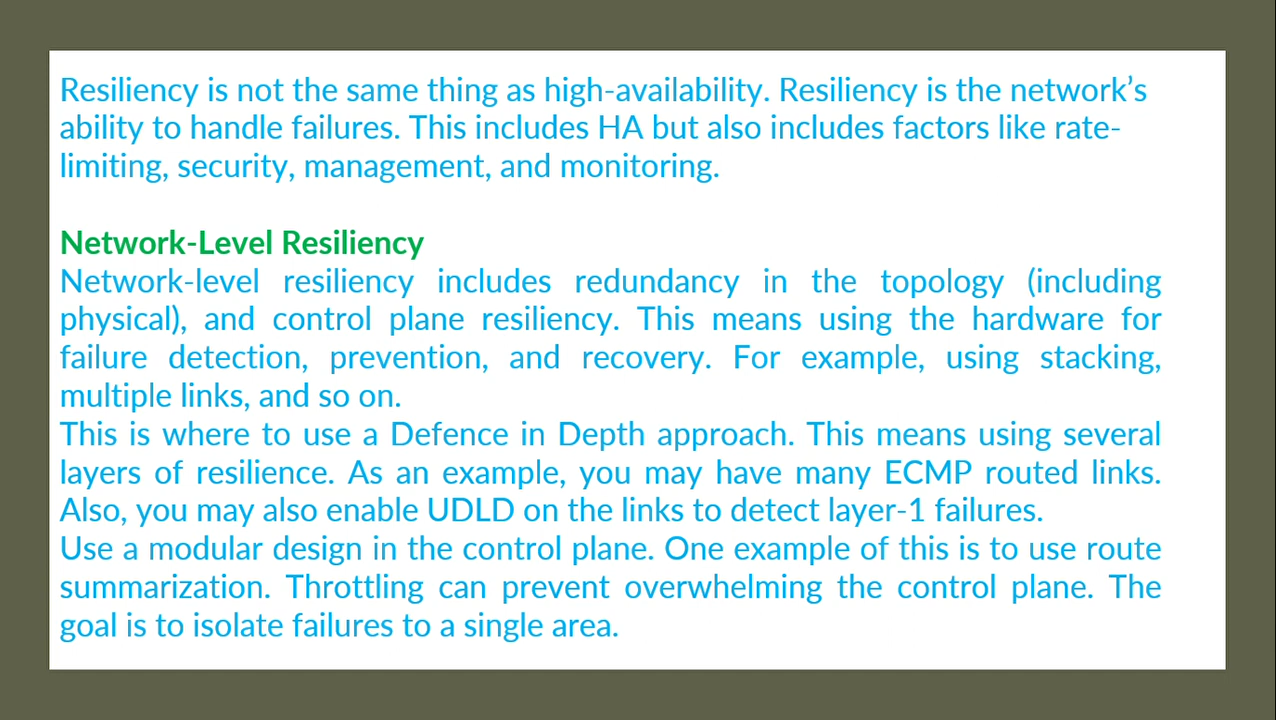 Resiliency is not the same thing as high-availability. Resiliency is the network’s
ability to handle failures. This includes HA but also includes factors like rate-
limiting, security, management, and monitoring.
Network-Level Resiliency
Network-level resiliency includes redundancy in the topology (including
physical), and control plane resiliency. This means using the hardware for
failure detection, prevention, and recovery. For example, using stacking,
multiple links, and so on.
This is where to use a Defence in Depth approach. This means using several
layers of resilience. As an example, you may have many ECMP routed links.
Also, you may also enable UDLD on the links to detect layer-1 failures.
Use a modular design in the control plane. One example of this is to use route
summarization. Throttling can prevent overwhelming the control plane. The
goal is to isolate failures to a single area.